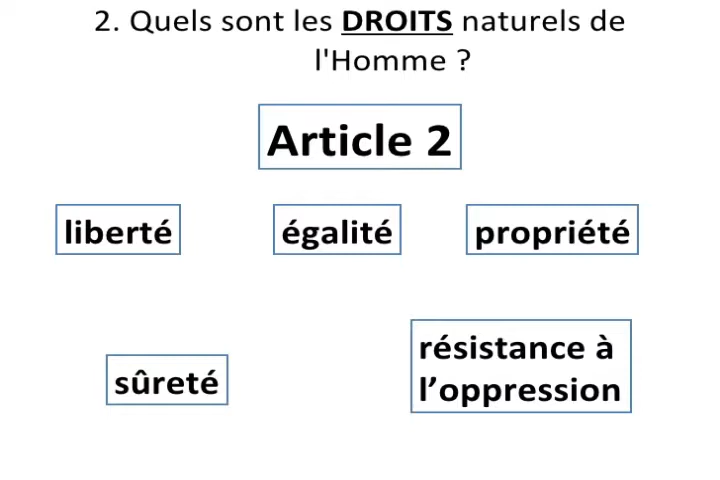 2. Quels sont les DROITS naturels de
l'Homme ?
Article 2
liberté
égalité
propriété
sûreté
résistance à
l’oppression